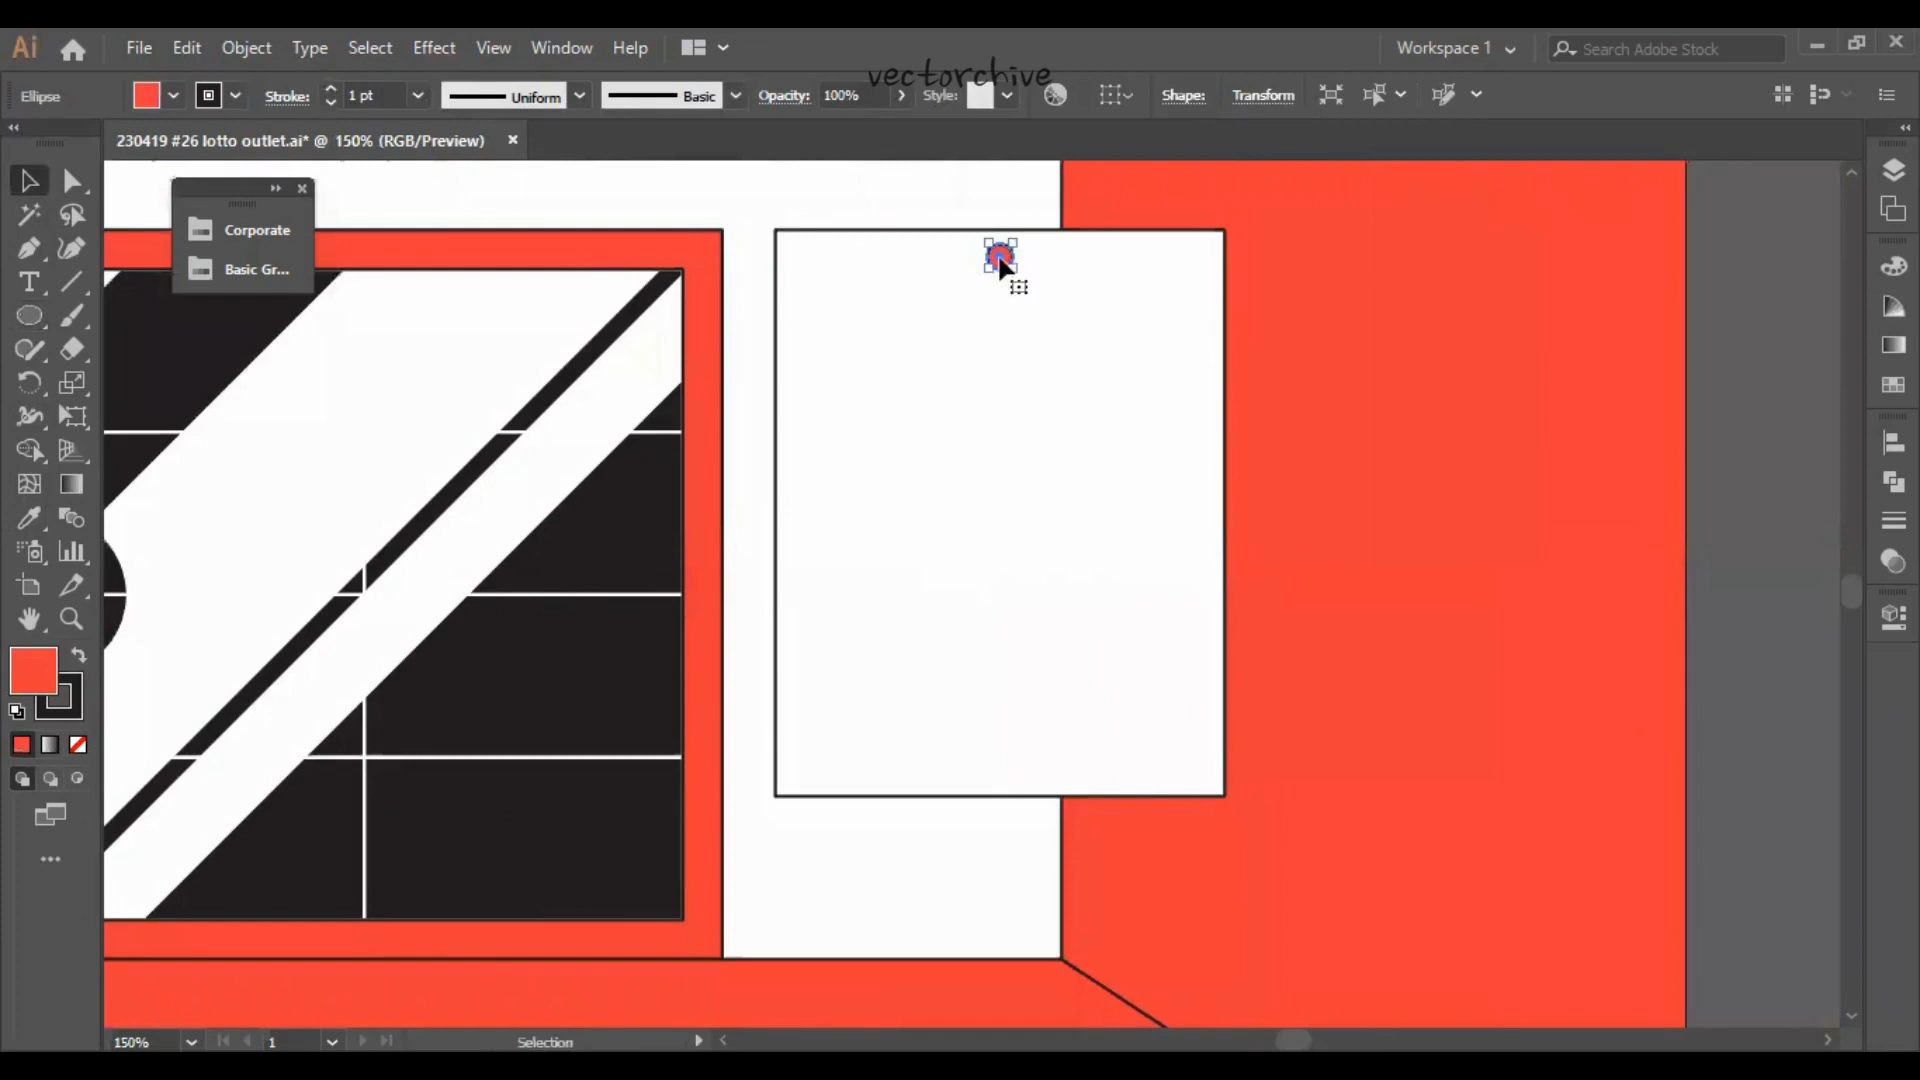 Ai File Edit Object Type Select Effect View Window Help Workspace 1 Search Adobe Stock
vectorchive
Ellipse Stroke: 1 pt Uniform Basic Opacity: 100% Style: Shape: Transform
230419 #26 lotto outlet.ai* @ 150% (RGB/Preview)
Corporate
Basic Gr...
150% 1 Selection